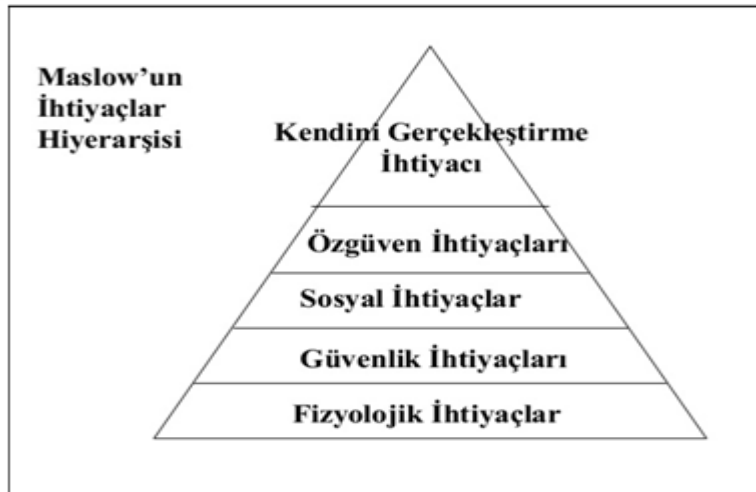 Maslow’un
İhtiyaçlar
Hiyerarşisi
Kendini Gerçekleştirme
İhtiyacı
Özgüven İhtiyaçları
Sosyal İhtiyaçlar
Güvenlik İhtiyaçları
Fizyolojik İhtiyaçlar